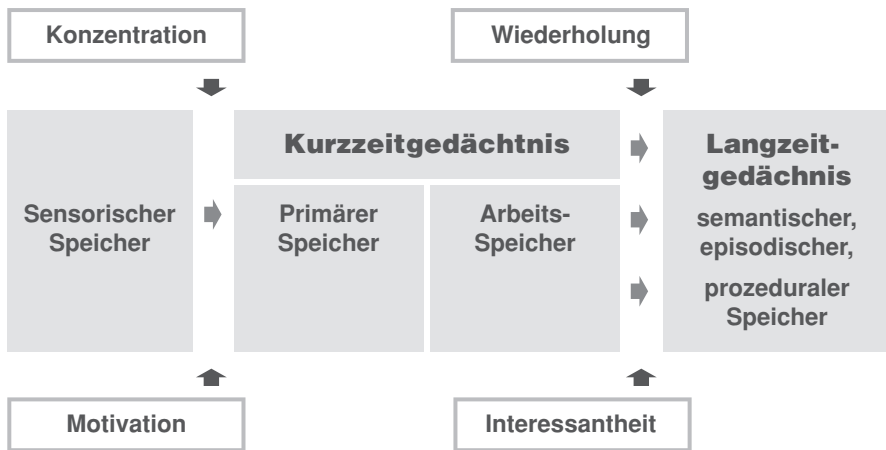 Konzentration
Wiederholung
Kurzzeitgedächtnis
Langzeit-
gedächnis
Sensorischer
Speicher
Primärer
Speicher
Arbeits-
Speicher
semantischer,
episodischer,
prozeduraler
Speicher
Motivation
Interessantheit